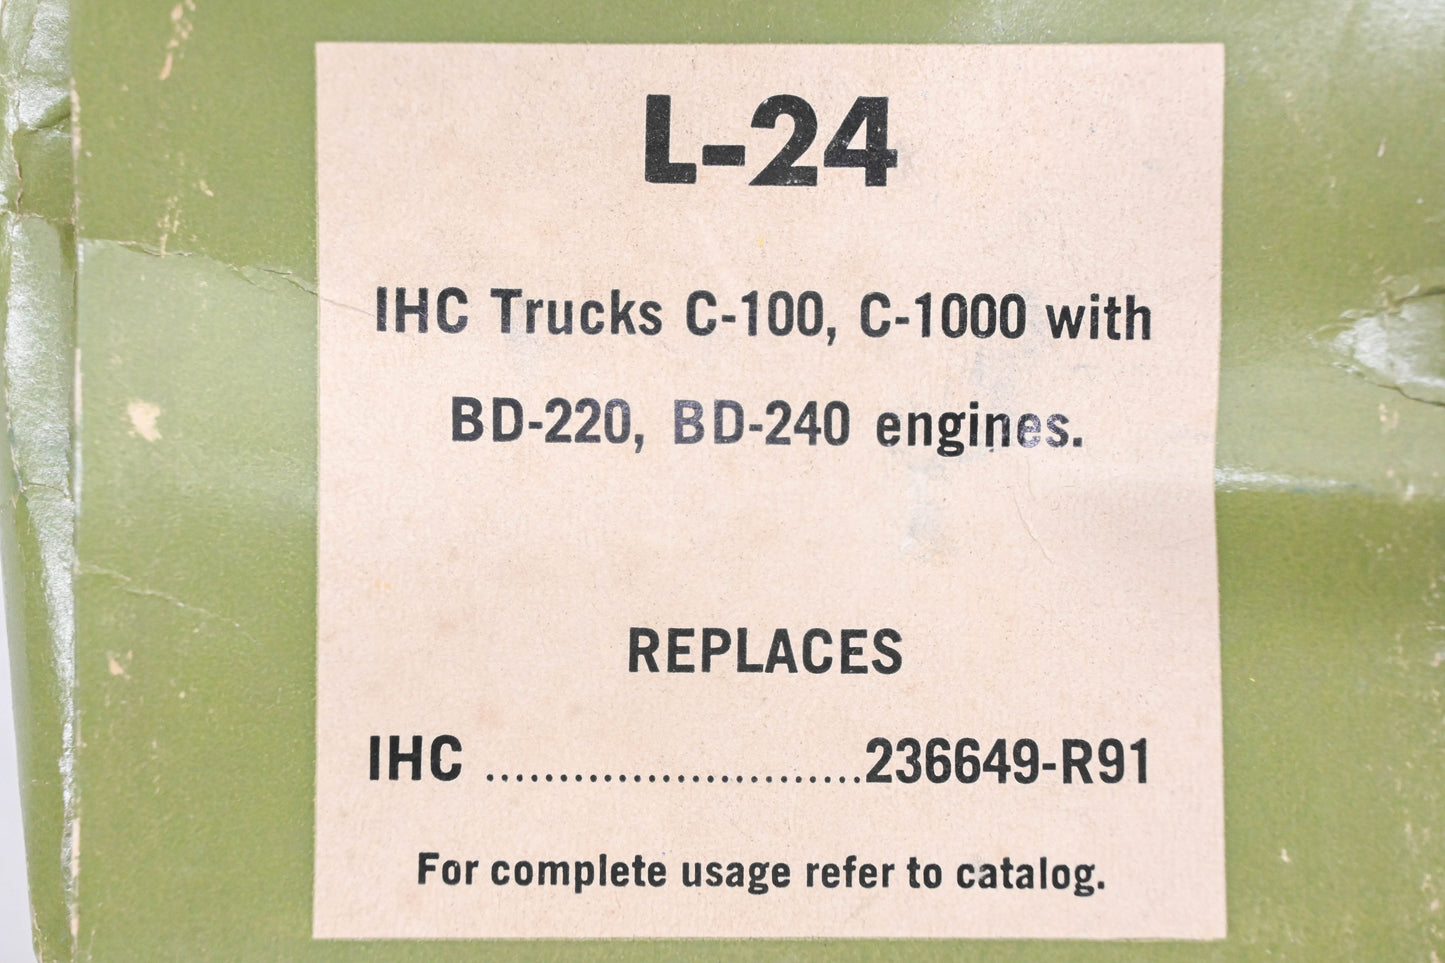 L-24
IHC Trucks C-100, C-1000 with
BD-220, BD-240 engines.
REPLACES
IHC ..........................236649-R91
For complete usage refer to catalog.